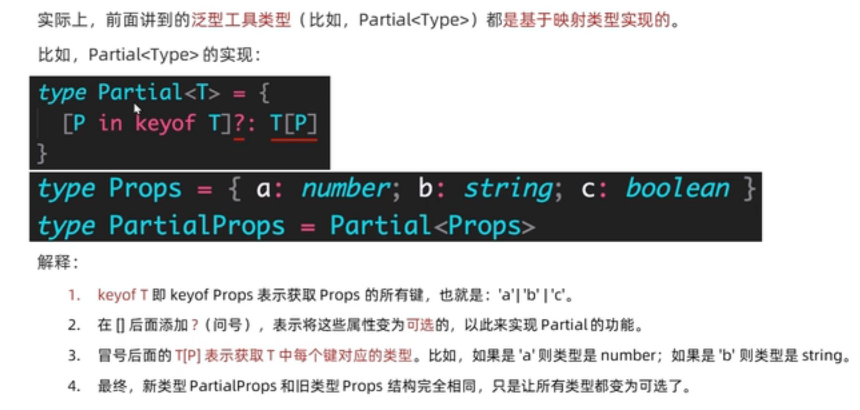 实际上，前面讲到的泛型工具类型（比如，Partial<Type>）都是基于映射类型实现的。
比如，Partial<Type> 的实现：
type Partial<T> = {
[P in keyof T]?: T[P]
}
type Props = { a: number; b: string; c: boolean }
type PartialProps = Partial<Props>
解释：
1. keyof T 即 keyof Props 表示获取 Props 的所有键，也就是：'a' | 'b' | 'c'。
2. 在 [] 后面添加 ?（问号），表示将这些属性变为可选的，以此来实现 Partial 的功能。
3. 冒号后面的 T[P] 表示获取 T 中每个键对应的类型。比如，如果是 'a' 则类型是 number；如果是 'b' 则类型是 string。
4. 最终，新类型 PartialProps 和旧类型 Props 结构完全相同，只是让所有类型都变为可选了。